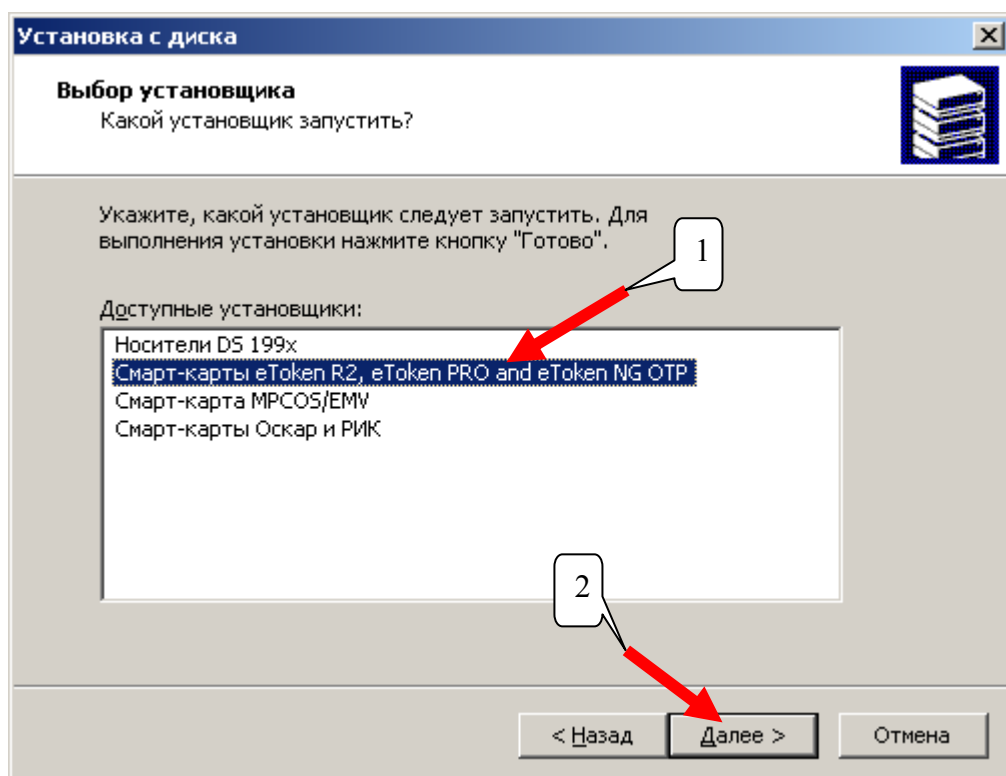 Установка с диска
Выбор установщика
Какой установщик запустить?
Укажите, какой установщик следует запустить. Для
выполнения установки нажмите кнопку "Готово".
1
Доступные установщики:
Носители DS 199x
Смарт-карты eToken R2, eToken PRO and eToken NG OTP
Смарт-карта MPCOS/EMV
Смарт-карты Оскар и РИК
2
< Назад
Далее >
Отмена